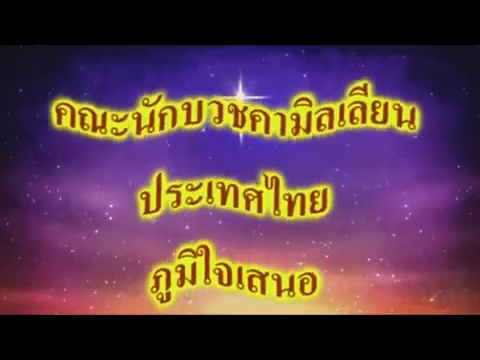 คณะนักบวชคามิลเลียน
ประเทศไทย
ภูมิใจเสนอ